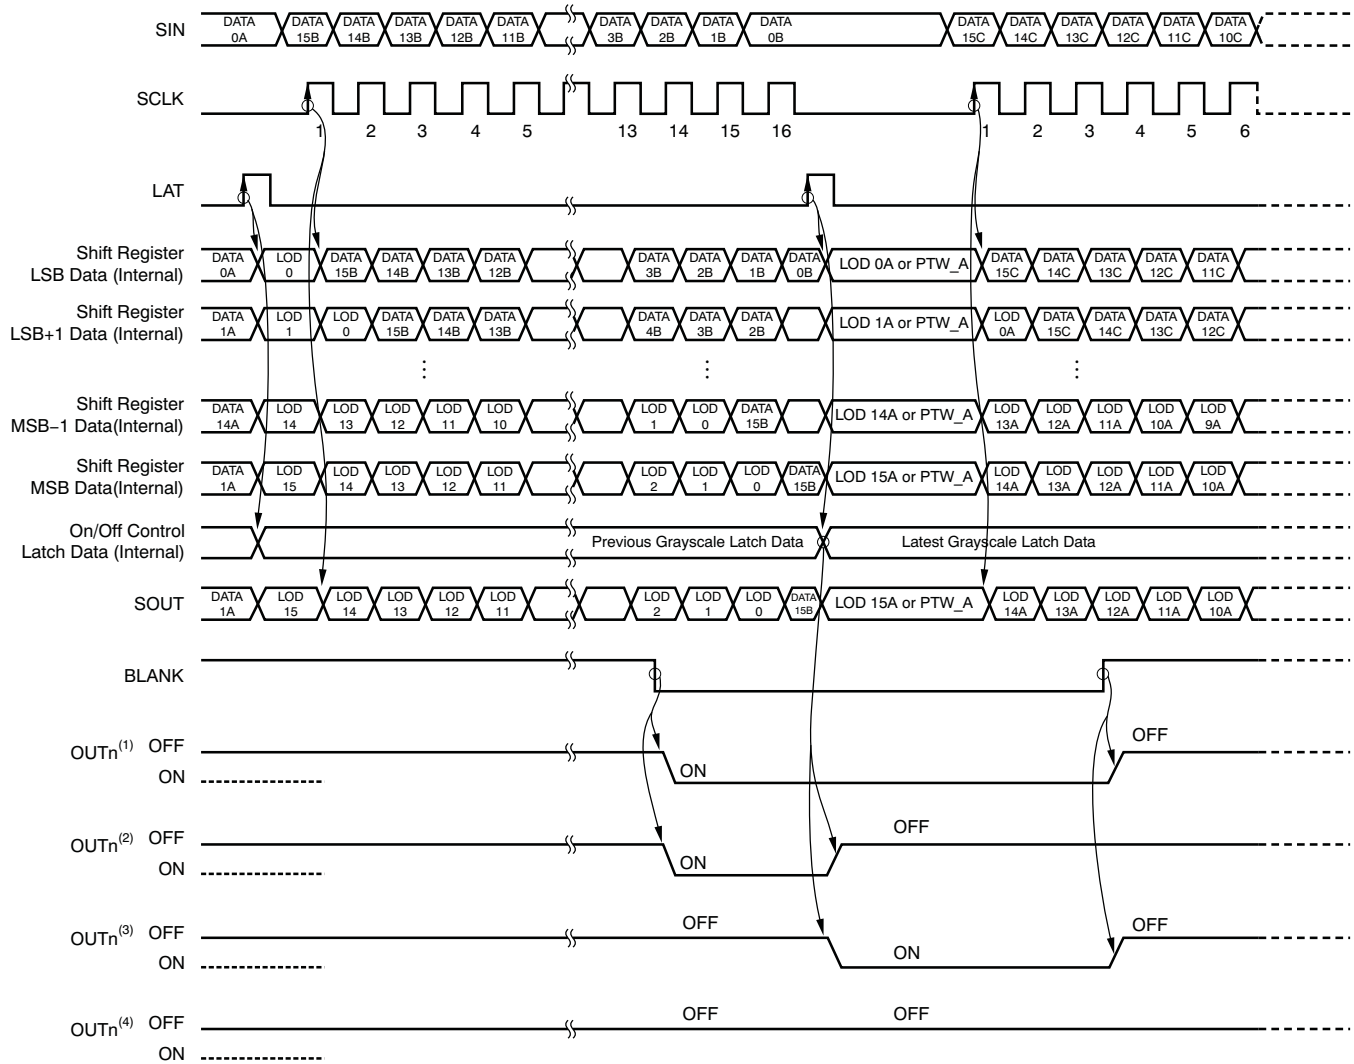 SIN
DATA 0A DATA 15B DATA 14B DATA 13B DATA 12B DATA 11B DATA 3B DATA 2B DATA 1B DATA 0B DATA 15C DATA 14C DATA 13C DATA 12C DATA 11C DATA 10C
SCLK
1 2 3 4 5 13 14 15 16 1 2 3 4 5 6
LAT
Shift Register
LSB Data (Internal)
DATA 0A LOD 0 DATA 15B DATA 14B DATA 13B DATA 12B DATA 3B DATA 2B DATA 1B DATA 0B LOD 0A or PTW_A DATA 15C DATA 14C DATA 13C DATA 12C DATA 11C
Shift Register
LSB+1 Data (Internal)
DATA 1A LOD 1 LOD 0 DATA 15B DATA 14B DATA 13B DATA 4B DATA 3B DATA 2B LOD 1A or PTW_A LOD 0A DATA 15C DATA 14C DATA 13C DATA 12C
Shift Register
MSB−1 Data(Internal)
DATA 14A LOD 14 LOD 13 LOD 12 LOD 11 LOD 10 LOD 1 LOD 0 DATA 15B LOD 14A or PTW_A LOD 13A LOD 12A LOD 11A LOD 10A LOD 9A
Shift Register
MSB Data(Internal)
DATA 1A LOD 15 LOD 14 LOD 13 LOD 12 LOD 11 LOD 2 LOD 1 LOD 0 DATA 15B LOD 15A or PTW_A LOD 14A LOD 13A LOD 12A LOD 11A LOD 10A
On/Off Control
Latch Data (Internal)
Previous Grayscale Latch Data Latest Grayscale Latch Data
SOUT
DATA 1A LOD 15 LOD 14 LOD 13 LOD 12 LOD 11 LOD 2 LOD 1 LOD 0 DATA 15B LOD 15A or PTW_A LOD 14A LOD 13A LOD 12A LOD 11A LOD 10A
BLANK
OUTn(1) OFF OFF
ON ON
OUTn(2) OFF OFF
ON ON
OUTn(3) OFF OFF OFF
ON ON
OUTn(4) OFF OFF OFF
ON